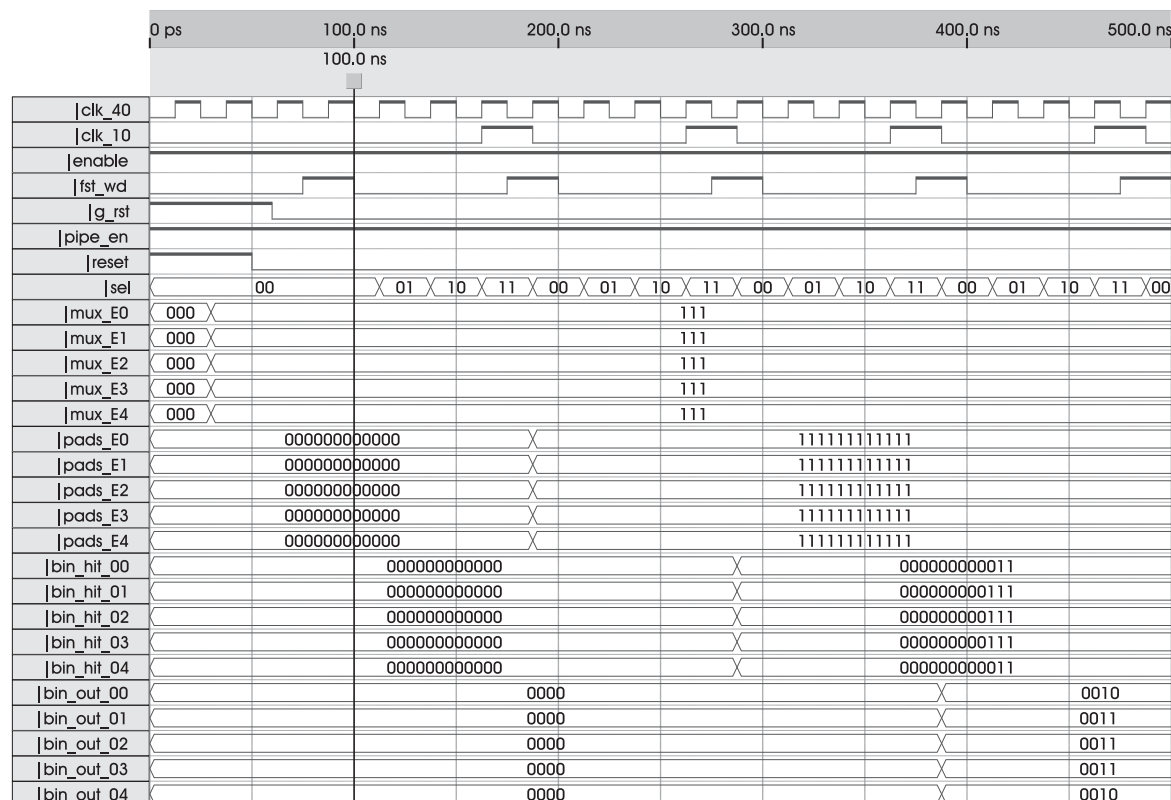 0 ps 100.0 ns 200.0 ns 300.0 ns 400.0 ns 500.0 ns
100.0 ns
clk_40
clk_10
enable
fst_wd
g_rst
pipe_en
reset
sel 00 01 10 11 00 01 10 11 00 01 10 11 00 01 10 11 00
mux_E0 000 111
mux_E1 000 111
mux_E2 000 111
mux_E3 000 111
mux_E4 000 111
pads_E0 000000000000 111111111111
pads_E1 000000000000 111111111111
pads_E2 000000000000 111111111111
pads_E3 000000000000 111111111111
pads_E4 000000000000 111111111111
bin_hit_00 000000000000 000000000011
bin_hit_01 000000000000 000000000111
bin_hit_02 000000000000 000000000111
bin_hit_03 000000000000 000000000111
bin_hit_04 000000000000 000000000011
bin_out_00 0000 0010
bin_out_01 0000 0011
bin_out_02 0000 0011
bin_out_03 0000 0011
bin_out_04 0000 0010